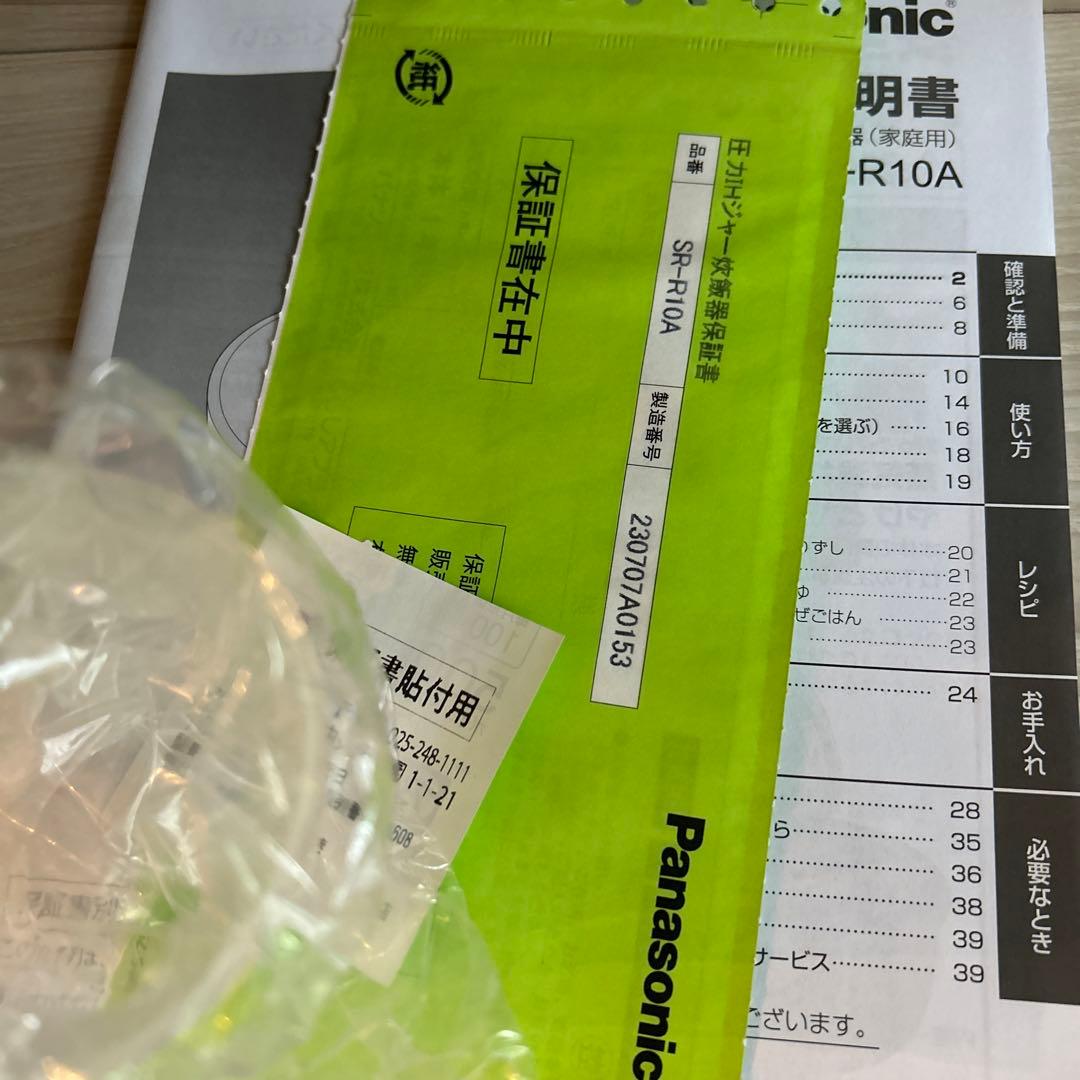 紙
保証書在中
圧力IHジャー炊飯器保証書
品番 SR-R10A 製造番号 230707A0153
Panasonic
書貼付用
025-248-1111
1-1-21
608
nic®
明書
器（家庭用）
-R10A
確認と準備
2
6
8
使い方
10
14
を選ぶ）…… 16
18
19
レシピ
ずし …………… 20
21
ゆ …………… 22
ぜごはん ………… 23
23
お手入れ
24
必要なとき
28
ら …………… 35
36
38
39
サービス …………… 39
ございます。